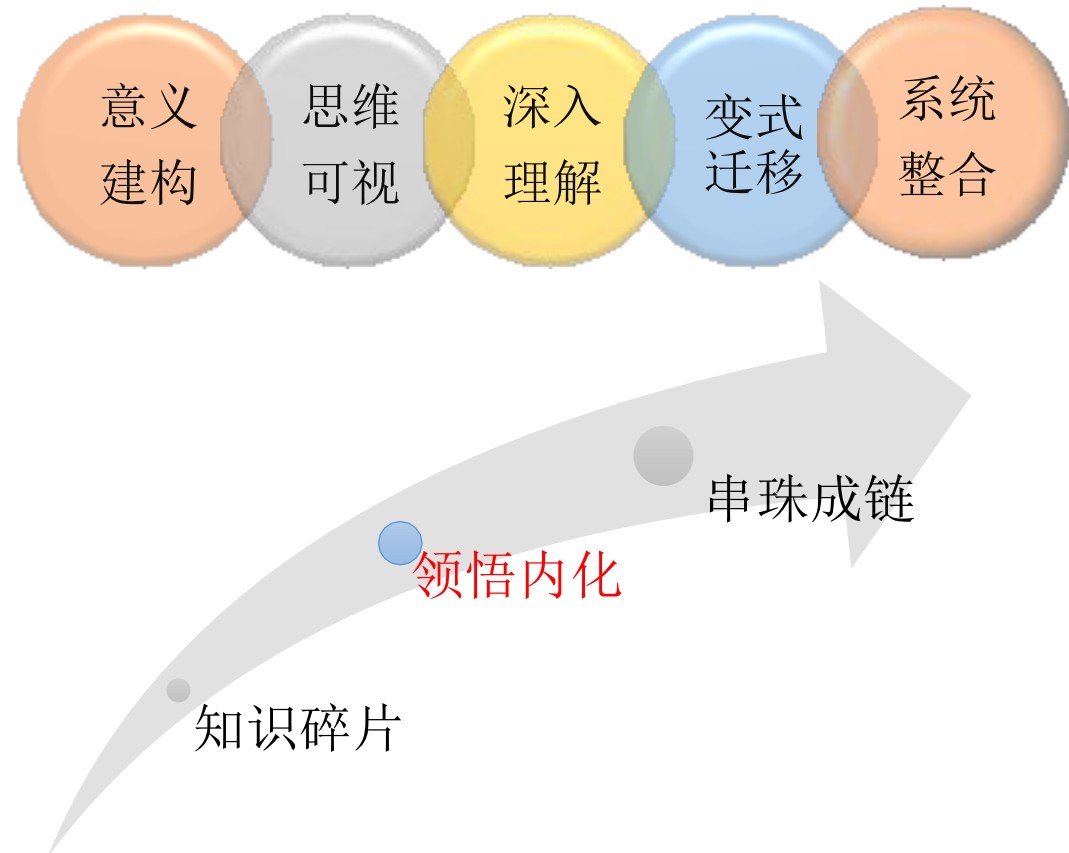 意义
建构
思维
可视
深入
理解
变式
迁移
系统
整合
串珠成链
领悟内化
知识碎片